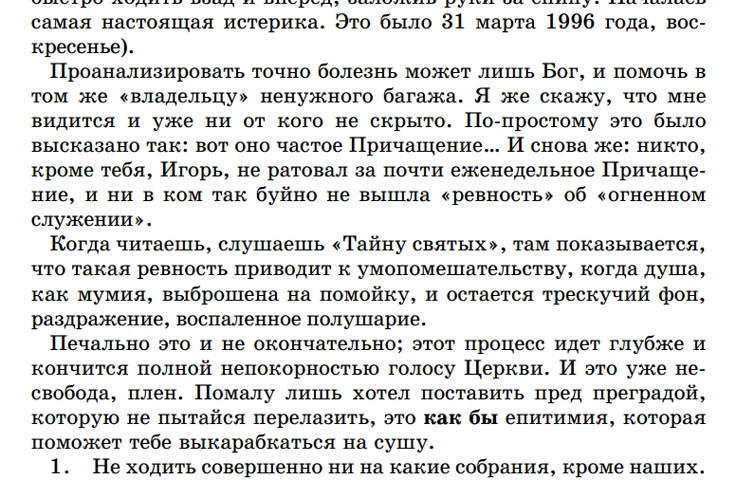 быстро ходить взад и вперед, заложив руки за спину. Началась
самая настоящая истерика. Это было 31 марта 1996 года, вос-
кресенье).
Проанализировать точно болезнь может лишь Бог, и помочь в
том же «владельцу» ненужного багажа. Я же скажу, что мне
видится и уже ни от кого не скрыто. По-простому это было
высказано так: вот оно частое Причащение... И снова же: никто,
кроме тебя, Игорь, не ратовал за почти еженедельное Причаще-
ние, и ни в ком так буйно не вышла «ревность» об «огненном
служении».
Когда читаешь, слушаешь «Тайну святых», там показывается,
что такая ревность приводит к умопомешательству, когда душа,
как мумия, выброшена на помойку, и остается трескучий фон,
раздражение, воспаленное полушарие.
Печально это и не окончательно; этот процесс идет глубже и
кончится полной непокорностью голосу Церкви. И это уже не-
свобода, плен. Помалу лишь хотел поставить пред преградой,
которую не пытайся перелазить, это как бы епитимия, которая
поможет тебе выкарабкаться на сушу.
1. Не ходить совершенно ни на какие собрания, кроме наших.